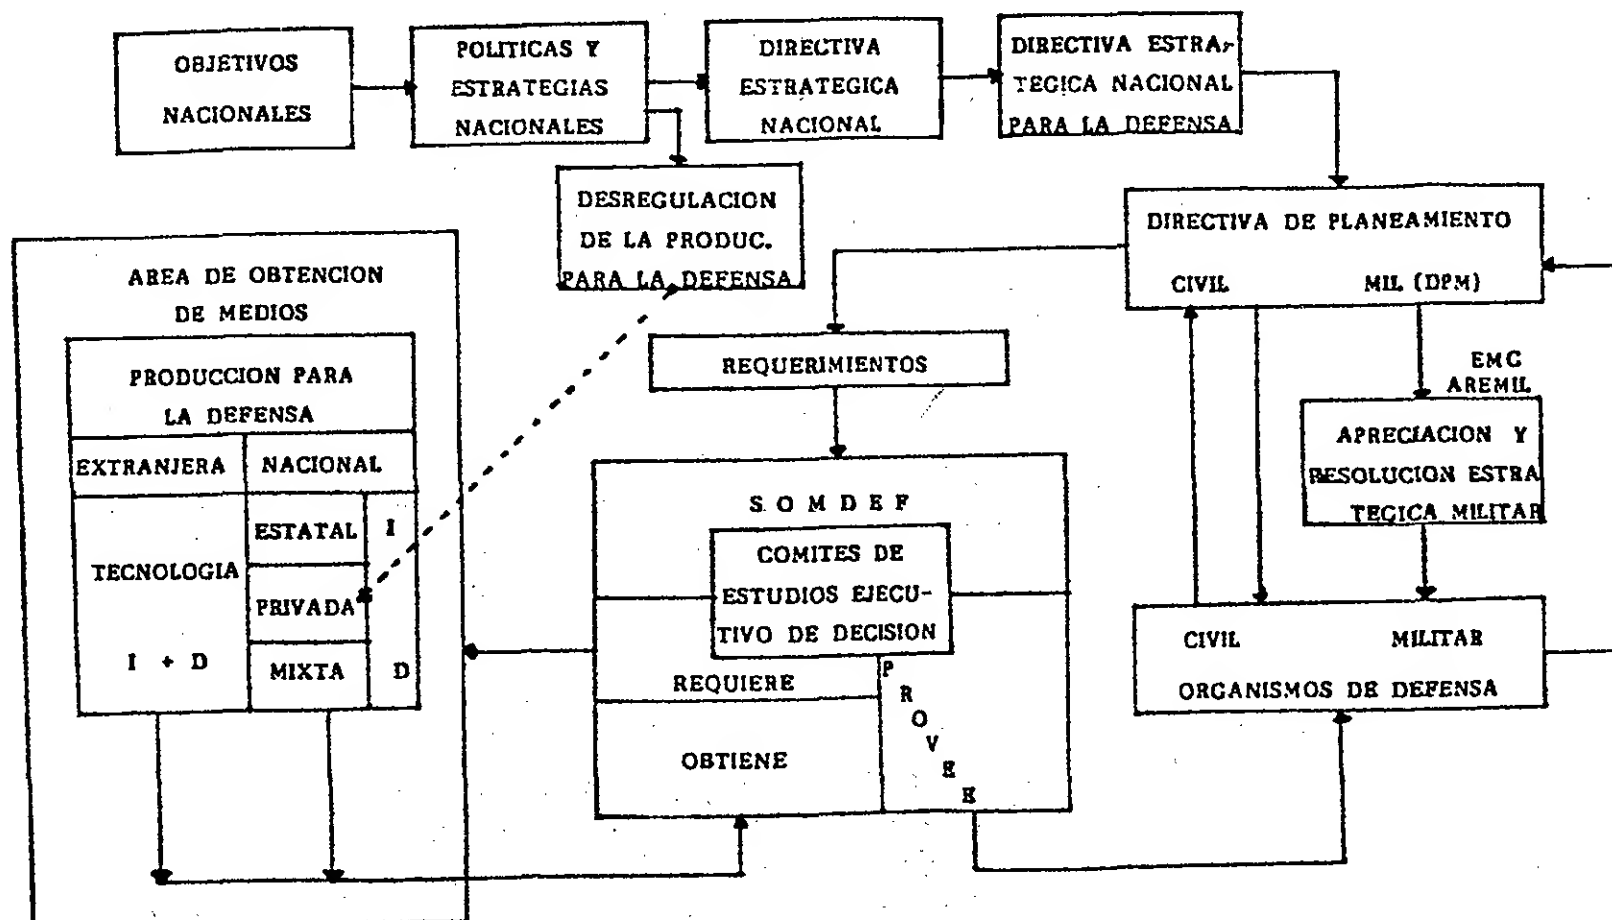 OBJETIVOS
NACIONALES
POLITICAS Y
ESTRATEGIAS
NACIONALES
DIRECTIVA
ESTRATEGICA
NACIONAL
DIRECTIVA ESTRA-
TEGICA NACIONAL
PARA LA DEFENSA
DESREGULACION
DE LA PRODUC.
PARA LA DEFENSA
DIRECTIVA DE PLANEAMIENTO
CIVIL MIL (DPM)
AREA DE OBTENCION
DE MEDIOS
PRODUCCION PARA
LA DEFENSA
EXTRANJERA NACIONAL
TECNOLOGIA
I + D
ESTATAL
PRIVADA
MIXTA
I
D
REQUERIMIENTOS
EMG
AREMIL
APRECIACION Y
RESOLUCION ESTRA
TEGICA MILITAR
S O M D E F
COMITES DE
ESTUDIOS EJECU-
TIVO DE DECISION
REQUIERE
OBTIENE
PROVEE
CIVIL MILITAR
ORGANISMOS DE DEFENSA